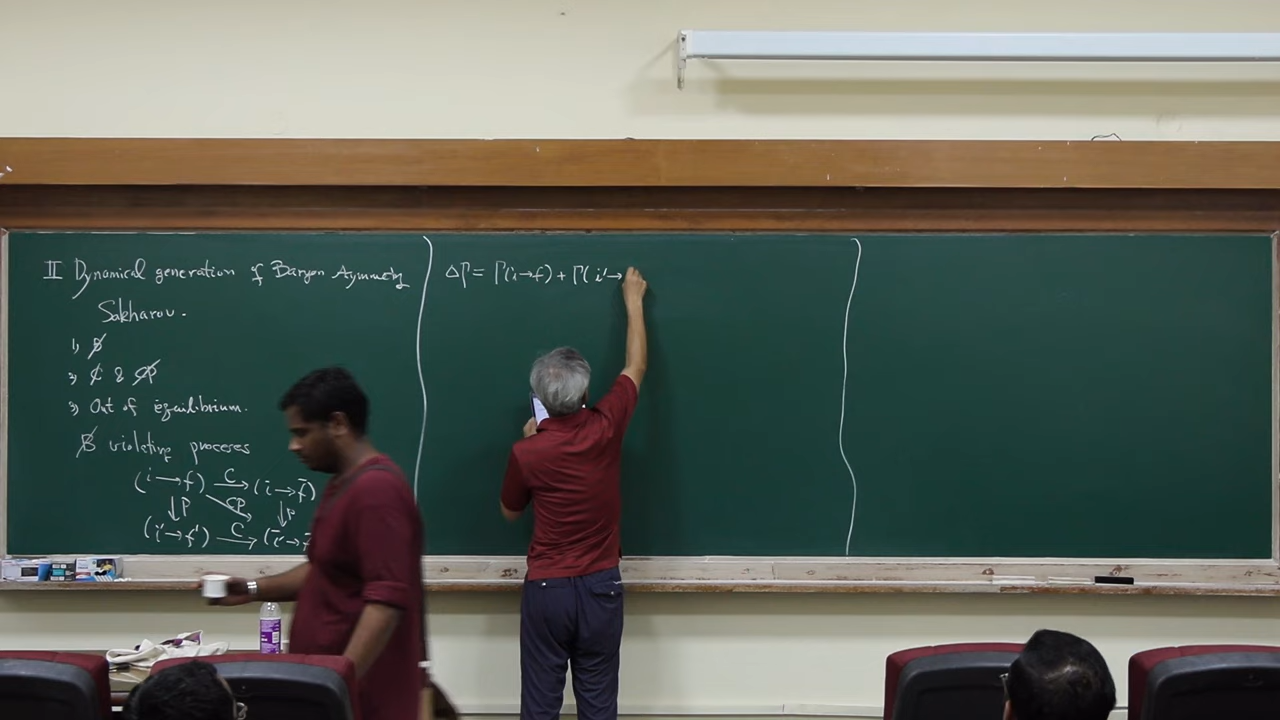 II Dynamical generation of Baryon Asymmetry
Sakharov.
1) B̸
2) C̸ & C̸P̸
3) Out of equilibrium.
B̸ violating processes
(i → f) C→ (ī → f̄)
↓P CP↘ ↓P
(i' → f') C→ (ī' →
ΔΓ = Γ(i→f) + Γ(i'→